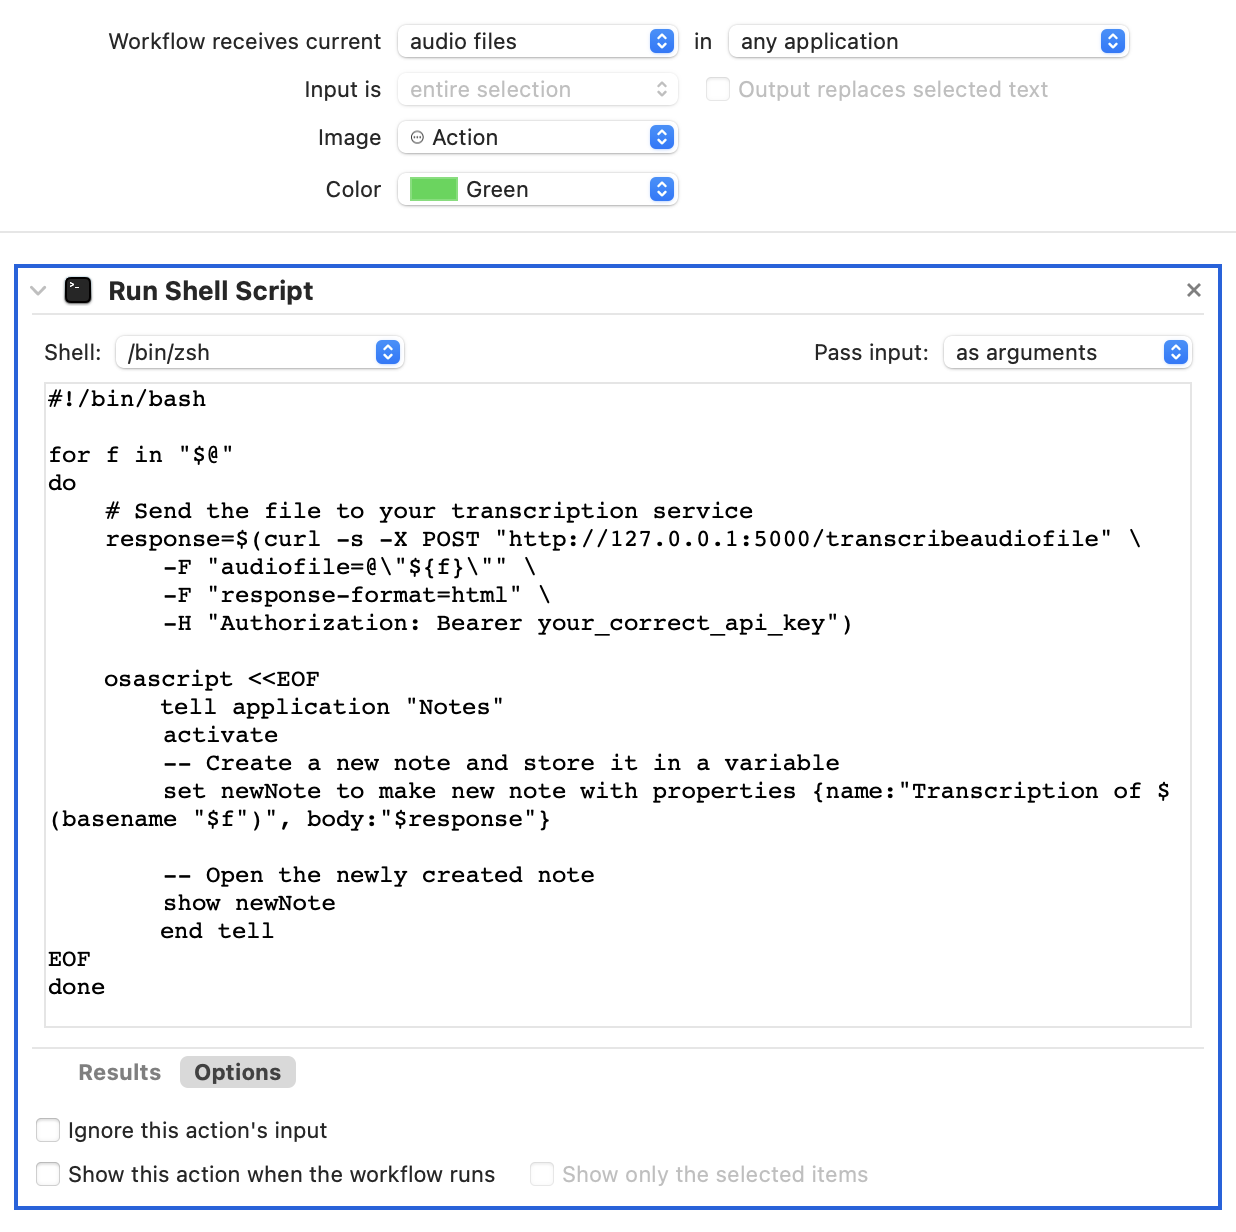 Workflow receives current audio files in any application
Input is entire selection Output replaces selected text
Image Action
Color Green
Run Shell Script
Shell: /bin/zsh Pass input: as arguments
#!/bin/bash
for f in "$@"
do
# Send the file to your transcription service
response=$(curl -s -X POST "http://127.0.0.1:5000/transcribeaudiofile" \
-F "audiofile=@\"${f}\"" \
-F "response-format=html" \
-H "Authorization: Bearer your_correct_api_key")
osascript <<EOF
tell application "Notes"
activate
-- Create a new note and store it in a variable
set newNote to make new note with properties {name:"Transcription of $
(basename "$f")", body:"$response"}
-- Open the newly created note
show newNote
end tell
EOF
done
Results Options
Ignore this action's input
Show this action when the workflow runs Show only the selected items